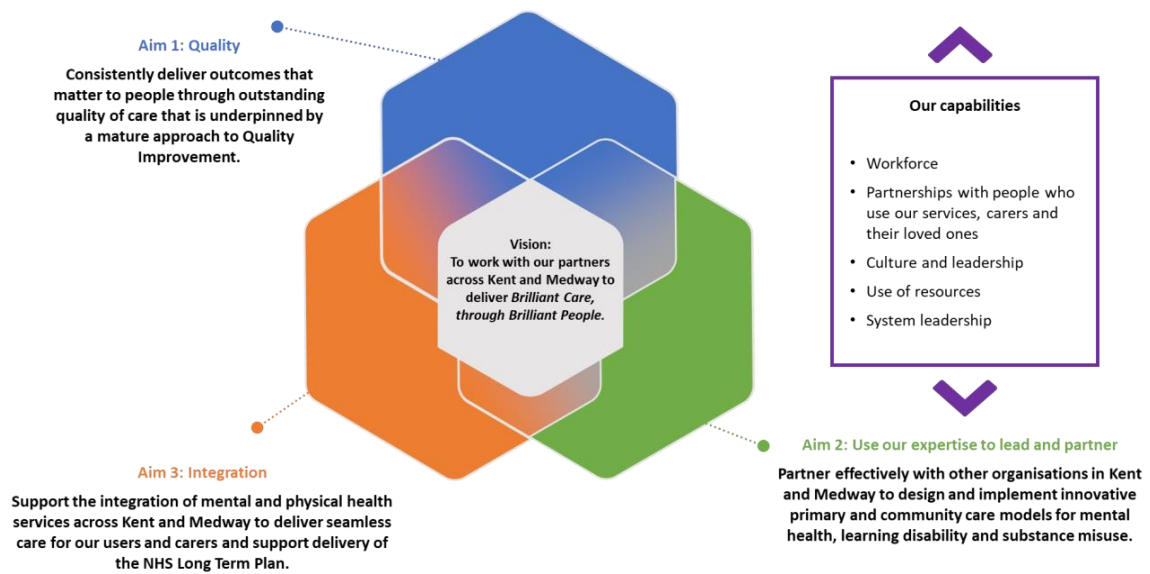 Aim 1: Quality
Consistently deliver outcomes that
matter to people through outstanding
quality of care that is underpinned by
a mature approach to Quality
Improvement.
Vision:
To work with our partners
across Kent and Medway to
deliver Brilliant Care,
through Brilliant People.
Our capabilities
• Workforce
• Partnerships with people who
use our services, carers and
their loved ones
• Culture and leadership
• Use of resources
• System leadership
Aim 2: Use our expertise to lead and partner
Partner effectively with other organisations in Kent
and Medway to design and implement innovative
primary and community care models for mental
health, learning disability and substance misuse.
Aim 3: Integration
Support the integration of mental and physical health
services across Kent and Medway to deliver seamless
care for our users and carers and support delivery of
the NHS Long Term Plan.